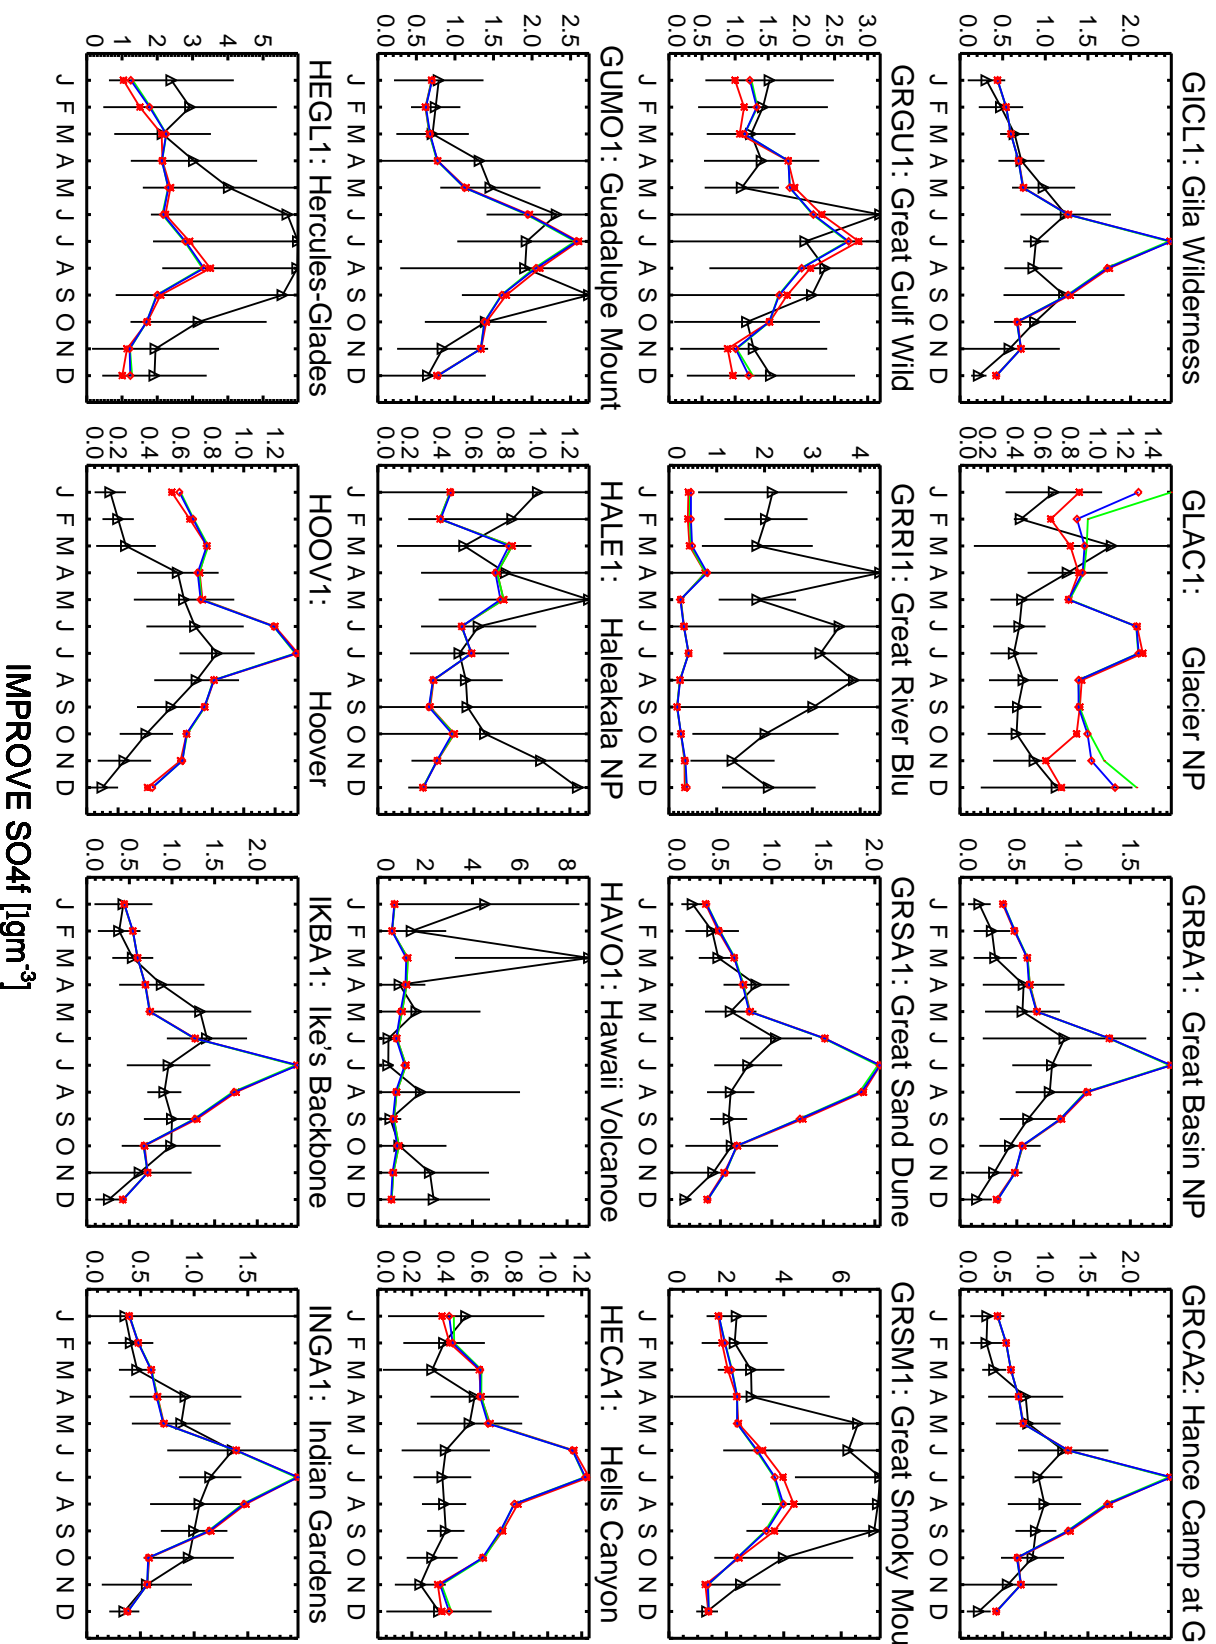 GICL1: Gila Wilderness
2.0
1.5
1.0
0.5
0.0
J F M A M J J A S O N D
GLAC1: Glacier NP
1.4
1.2
1.0
0.8
0.6
0.4
0.2
0.0
J F M A M J J A S O N D
GRBA1: Great Basin NP
1.5
1.0
0.5
0.0
J F M A M J J A S O N D
GRCA2: Hance Camp at G
2.0
1.5
1.0
0.5
0.0
J F M A M J J A S O N D
GRGU1: Great Gulf Wild
3.0
2.5
2.0
1.5
1.0
0.5
0.0
J F M A M J J A S O N D
GRRI1: Great River Blu
4
3
2
1
0
J F M A M J J A S O N D
GRSA1: Great Sand Dune
2.0
1.5
1.0
0.5
0.0
J F M A M J J A S O N D
GRSM1: Great Smoky Mou
6
4
2
0
J F M A M J J A S O N D
GUMO1: Guadalupe Mount
2.5
2.0
1.5
1.0
0.5
0.0
J F M A M J J A S O N D
HALE1: Haleakala NP
1.2
1.0
0.8
0.6
0.4
0.2
0.0
J F M A M J J A S O N D
HAVO1: Hawaii Volcanoe
8
6
4
2
0
J F M A M J J A S O N D
HECA1: Hells Canyon
1.2
1.0
0.8
0.6
0.4
0.2
0.0
J F M A M J J A S O N D
HEGL1: Hercules-Glades
5
4
3
2
1
0
J F M A M J J A S O N D
HOOV1: Hoover
1.2
1.0
0.8
0.6
0.4
0.2
0.0
J F M A M J J A S O N D
IKBA1: Ike's Backbone
2.0
1.5
1.0
0.5
0.0
J F M A M J J A S O N D
INGA1: Indian Gardens
1.5
1.0
0.5
0.0
J F M A M J J A S O N D
IMPROVE SO4f [1gm-3]